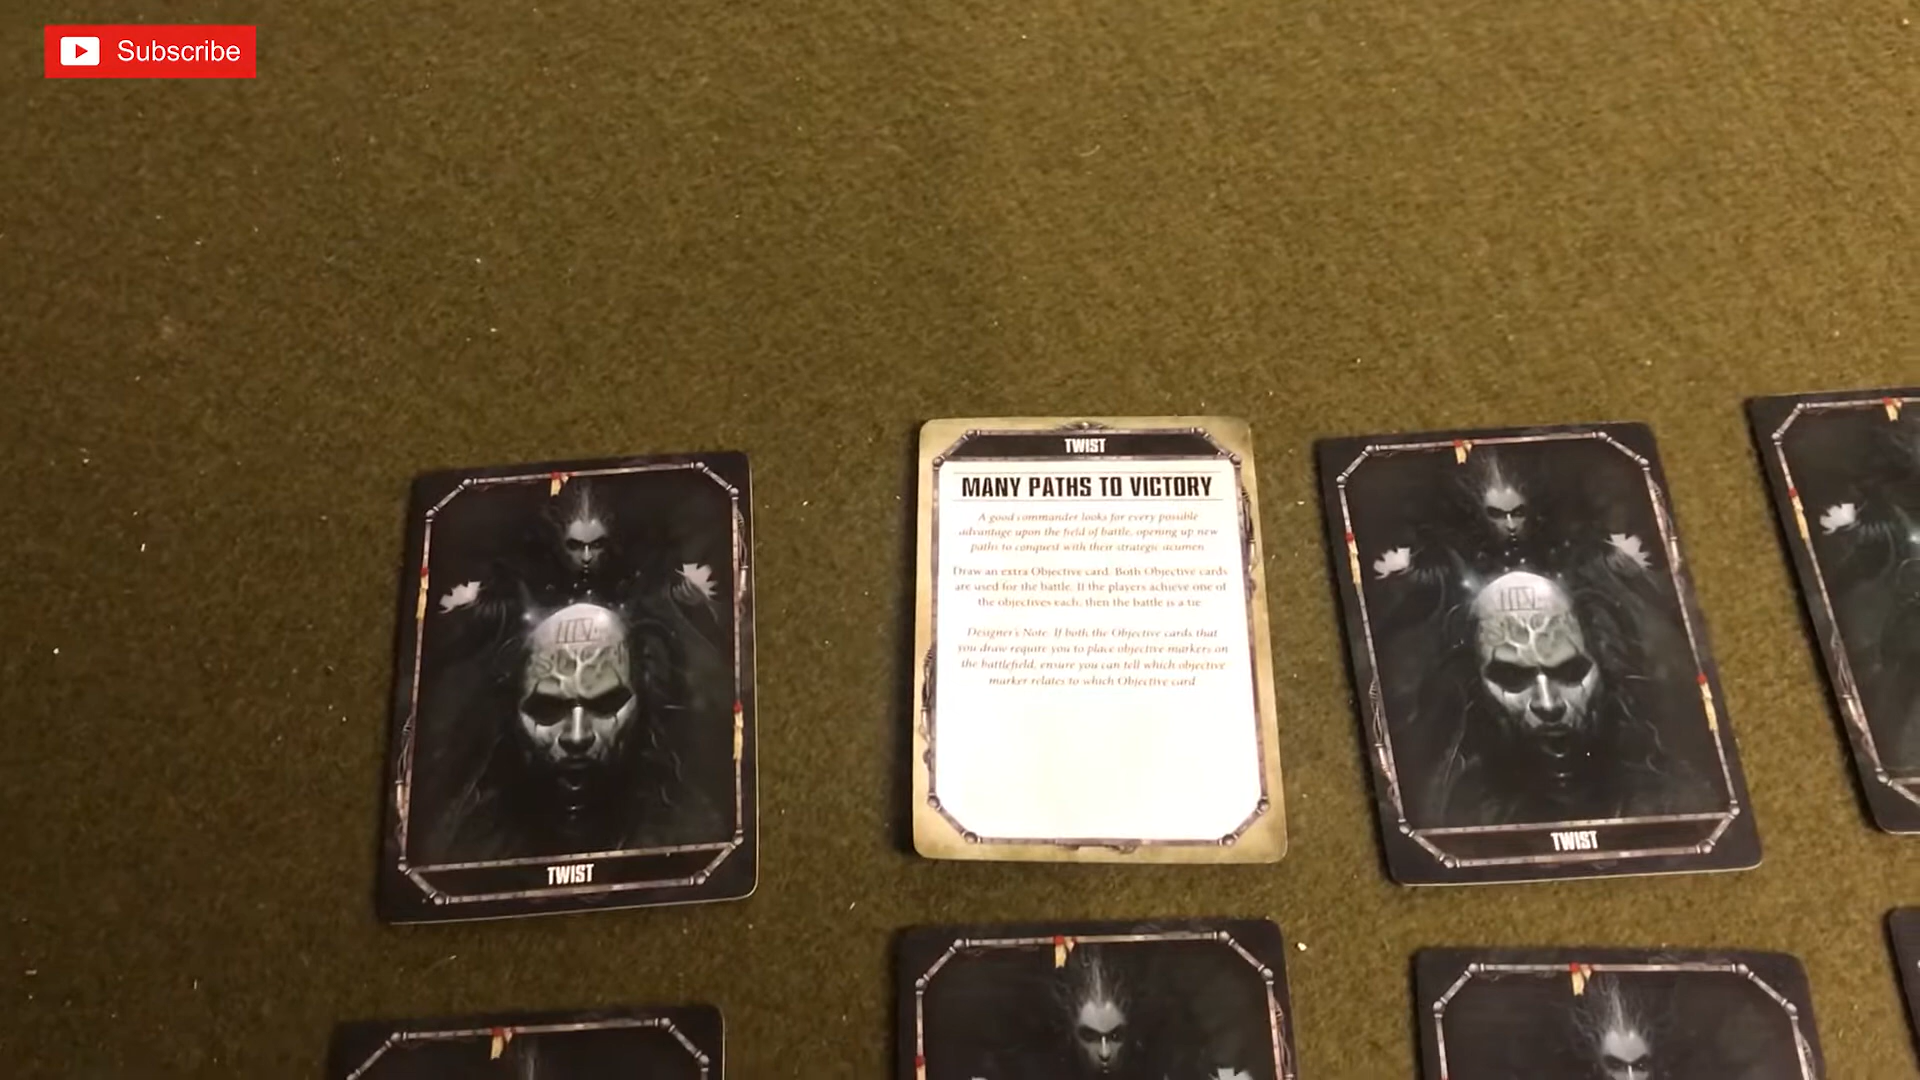 Subscribe
TWIST
MANY PATHS TO VICTORY
A good commander looks for every possible
advantage upon the field of battle, opening up new
paths to conquest with their strategic acumen.
Draw an extra Objective card. Both Objective cards
are used for the battle. If the players achieve one of
the objectives each, then the battle is a tie.
Designer's Note: If both the Objective cards that
you draw require you to place objective markers on
the battlefield, ensure you can tell which objective
marker relates to which Objective card.
TWIST
TWIST